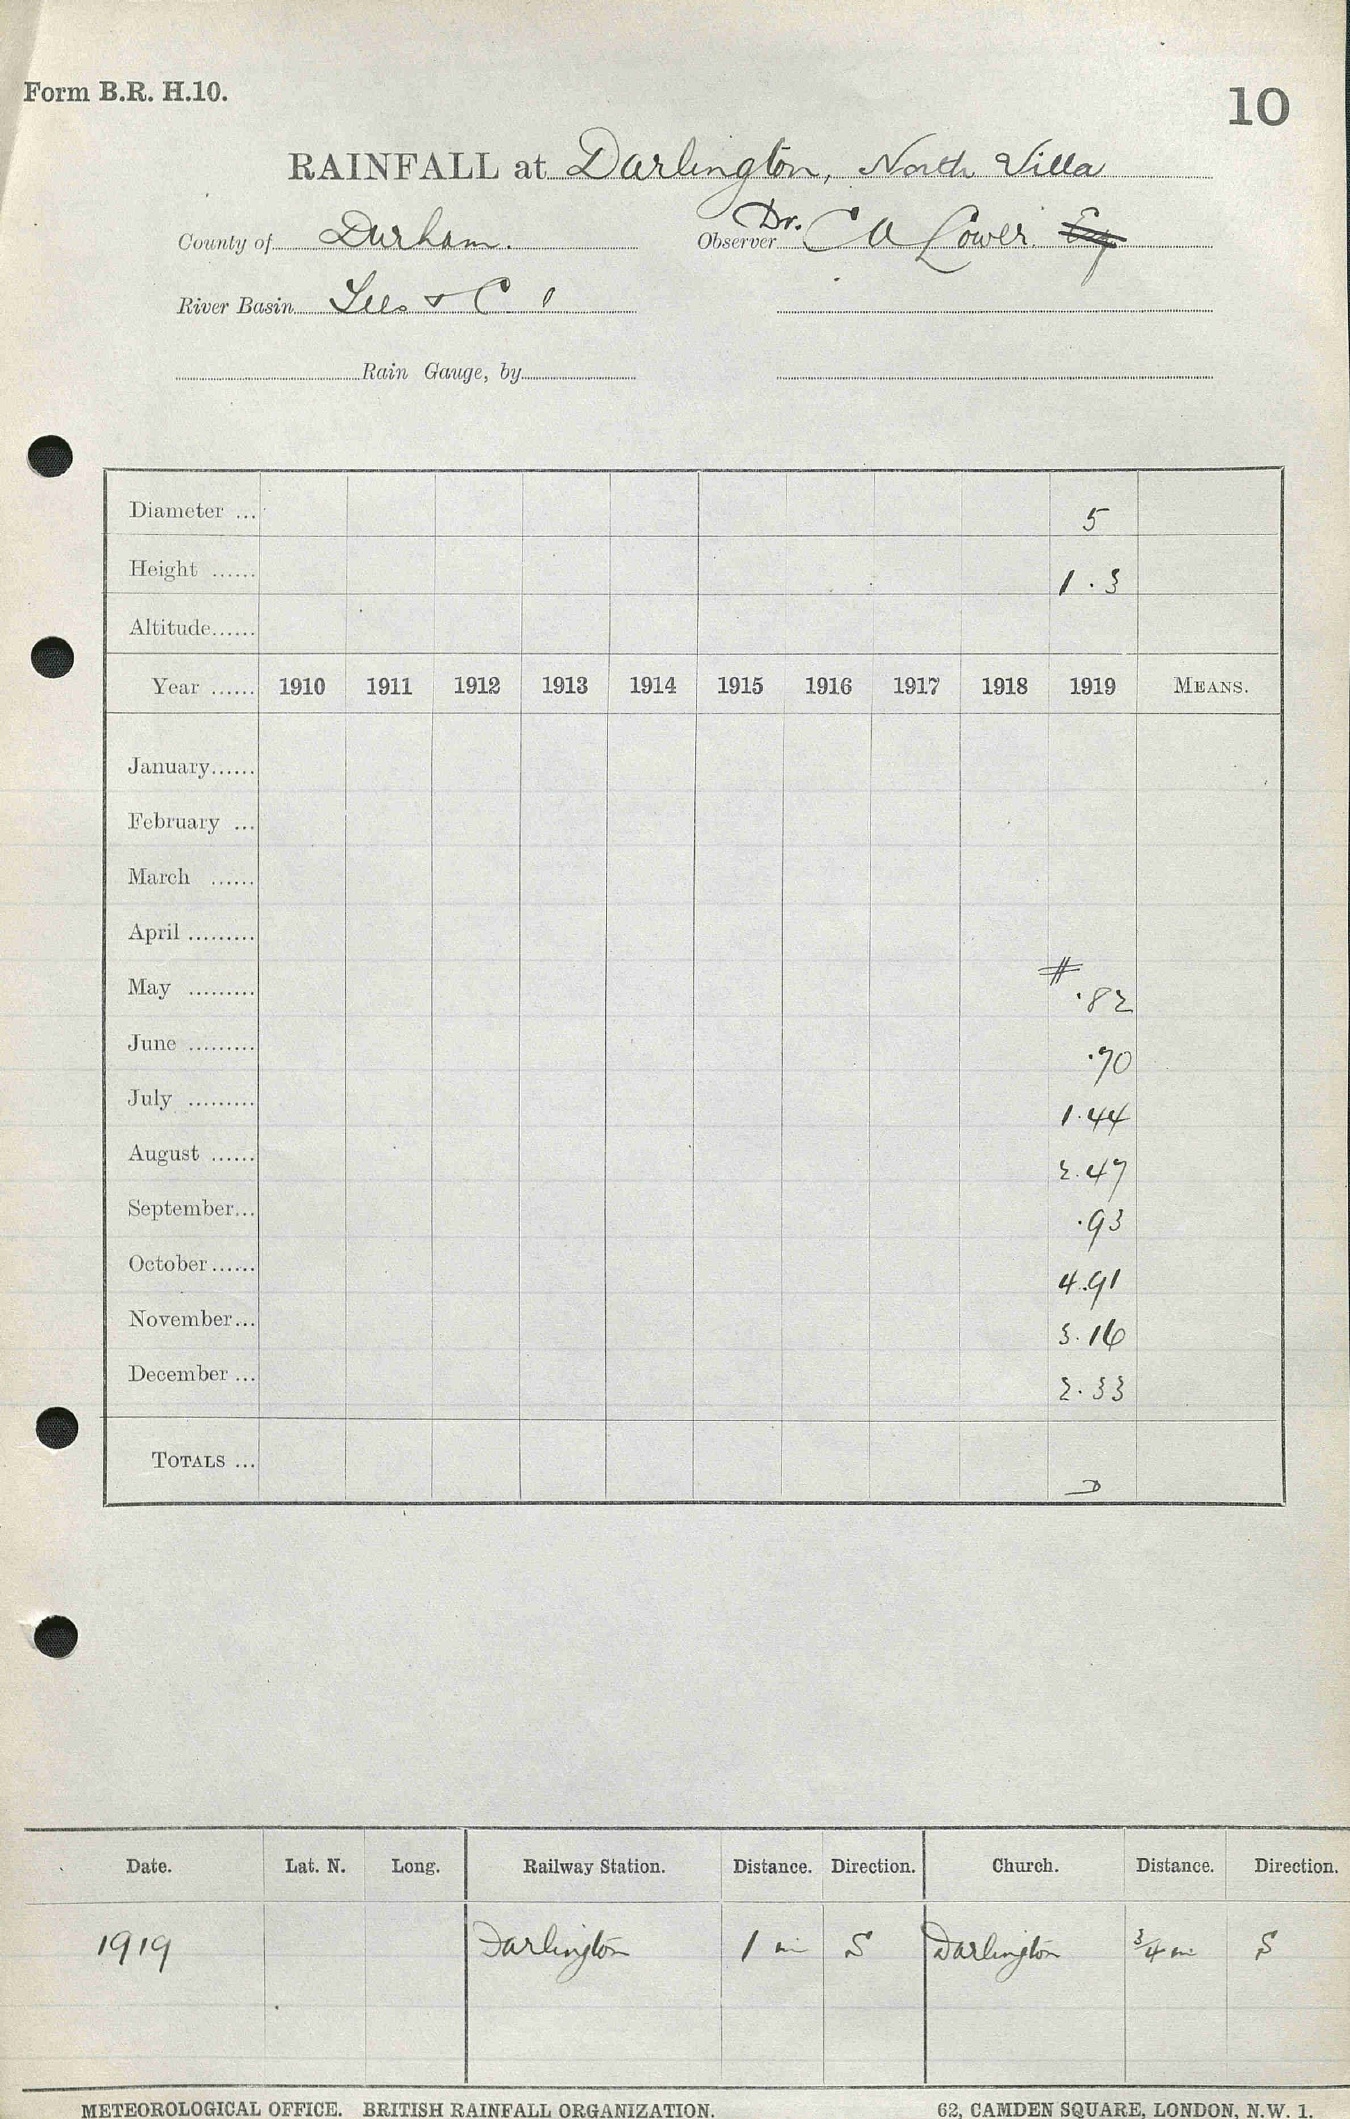 Form B.R. H.10.
10
RAINFALL at Darlington, North Villa
County of Durham. Observer Dr. C A Lower
River Basin Tees & C
Rain Gauge, by
Diameter ... 5
Height ...... 1.3
Altitude......
Year ...... 1910 1911 1912 1913 1914 1915 1916 1917 1918 1919 MEANS.
January......
February ...
March ......
April .........
May ......... # .82
June ......... .70
July ......... 1.44
August ...... 2.47
September... .93
October...... 4.91
November... 3.16
December ... 2.33
TOTALS ...
Date. Lat. N. Long. Railway Station. Distance. Direction. Church. Distance. Direction.
1919 Darlington 1 m S Darlington 3/4 m S
METEOROLOGICAL OFFICE. BRITISH RAINFALL ORGANIZATION. 62, CAMDEN SQUARE, LONDON, N.W. 1.